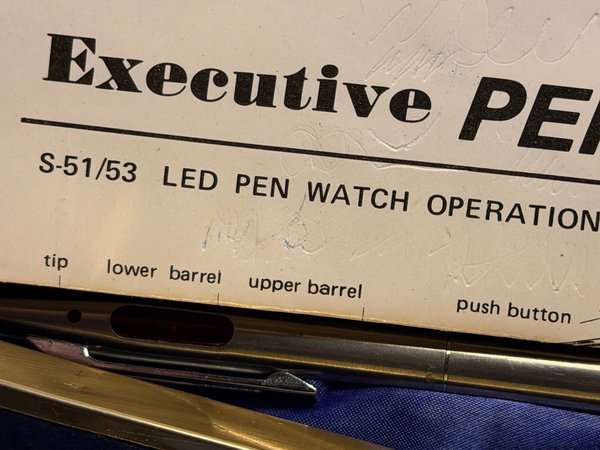 Executive PE
S-51/53 LED PEN WATCH OPERATION
tip lower barrel upper barrel push button